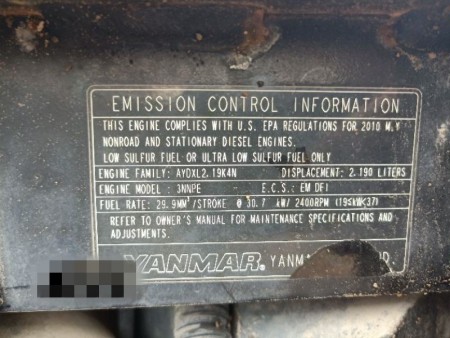 EMISSION CONTROL INFORMATION
THIS ENGINE COMPLIES WITH U.S. EPA REGULATIONS FOR 2010 M.Y
NONROAD AND STATIONARY DIESEL ENGINES.
LOW SULFUR FUEL OR ULTRA LOW SULFUR FUEL ONLY
ENGINE FAMILY: AYDXL2.19K4N DISPLACEMENT: 2.190 LITERS
ENGINE MODEL: 3NNPE E.C.S.: EM DFI
FUEL RATE: 29.9MM³/STROKE @ 30.7 kW/ 2400RPM (19≤kW<37)
REFER TO OWNER'S MANUAL FOR MAINTENANCE SPECIFICATIONS AND
ADJUSTMENTS.
YANMAR®